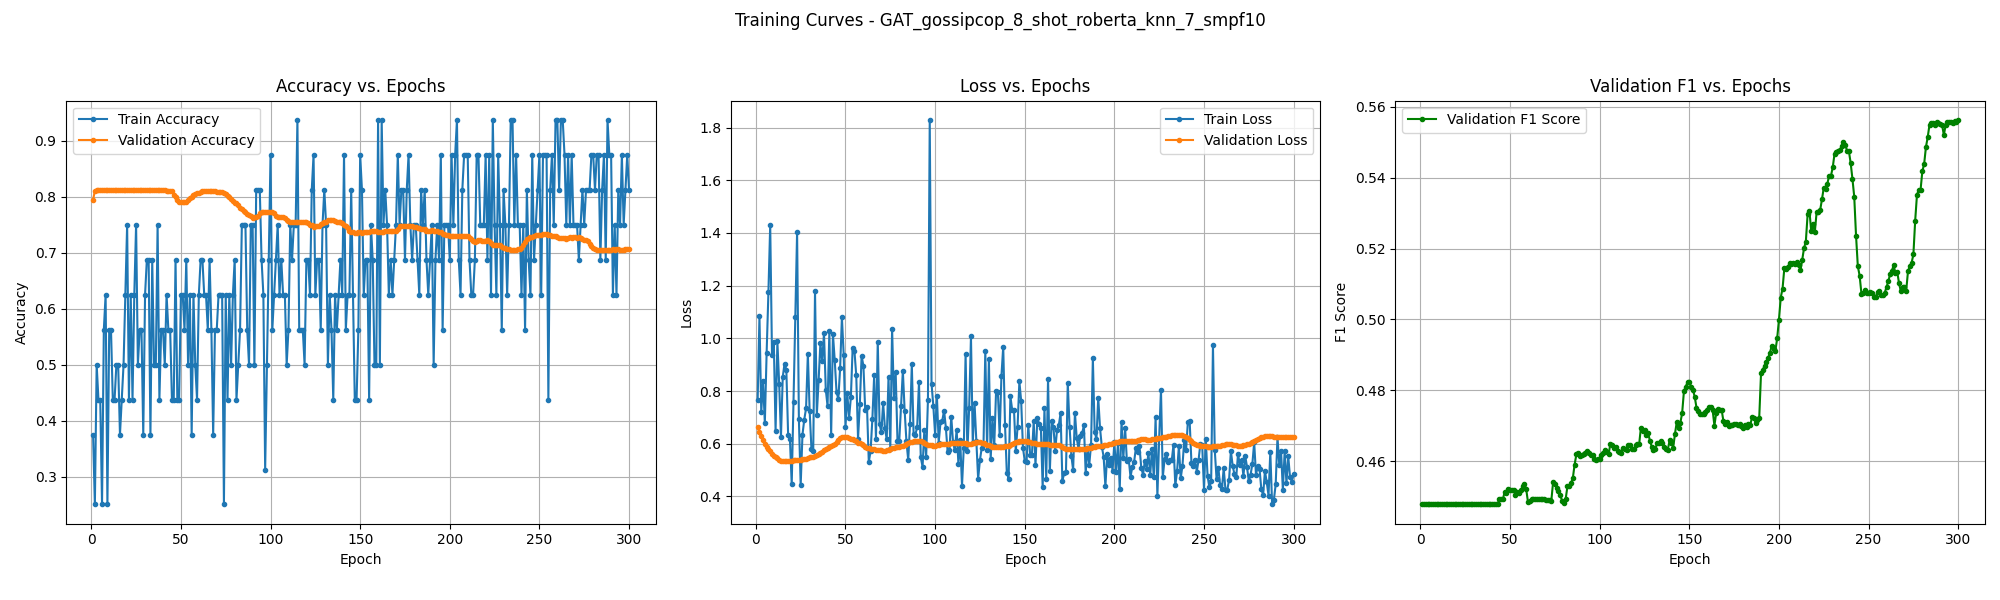 Training Curves - GAT_gossipcop_8_shot_roberta_knn_7_smpf10
Accuracy vs. Epochs
Train Accuracy
Validation Accuracy
0.9
0.8
0.7
0.6
0.5
0.4
0.3
Accuracy
0 50 100 150 200 250 300
Epoch
Loss vs. Epochs
Train Loss
Validation Loss
1.8
1.6
1.4
1.2
1.0
0.8
0.6
0.4
Loss
0 50 100 150 200 250 300
Epoch
Validation F1 vs. Epochs
Validation F1 Score
0.56
0.54
0.52
0.50
0.48
0.46
F1 Score
0 50 100 150 200 250 300
Epoch